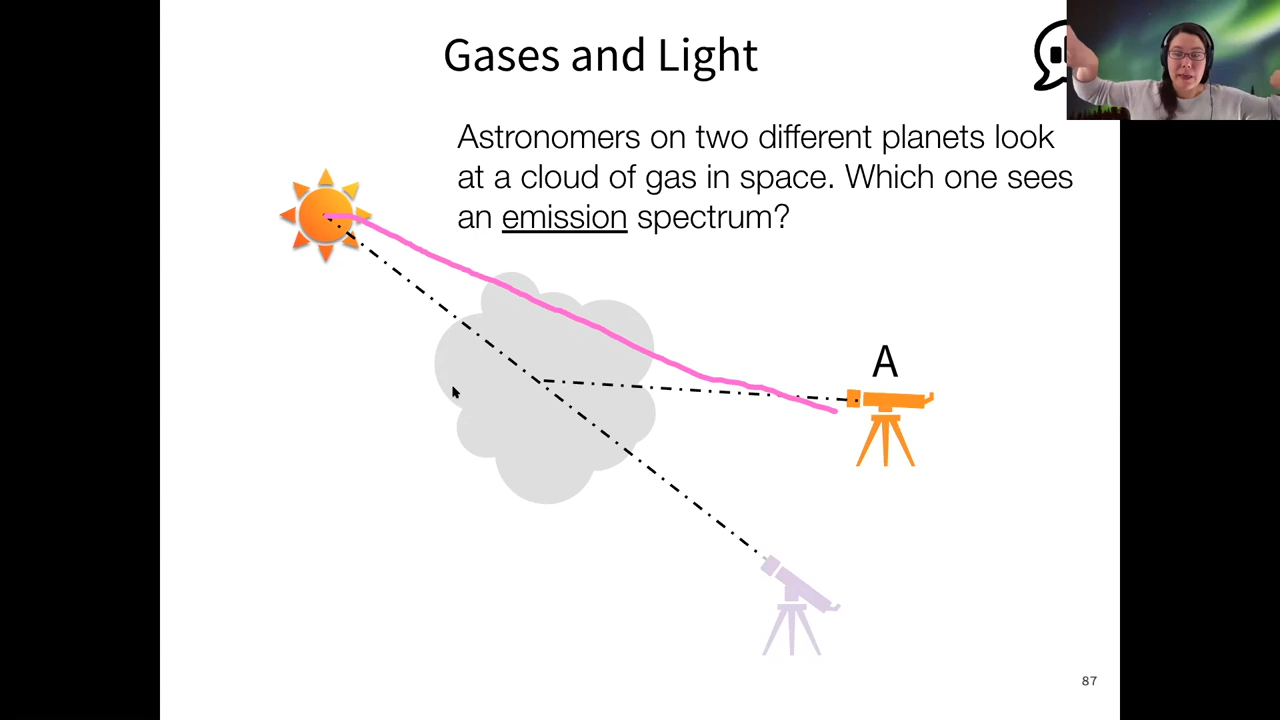 Gases and Light
Astronomers on two different planets look
at a cloud of gas in space. Which one sees
an emission spectrum?
A
87